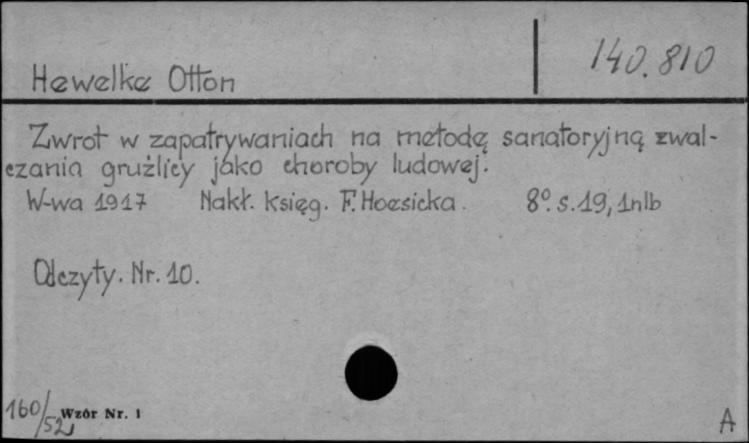 Hewelke Otton
140.810
Zwrot w zapatrywaniach na metodę sanatoryjną zwal-
czania gruźlicy jako choroby ludowej.
W-wa 1917 Nakł. księg. F. Hoesicka. 8º. s. 19, 1nlb
Odczyty. Nr. 10.
160/52
Wzór Nr. 1
A